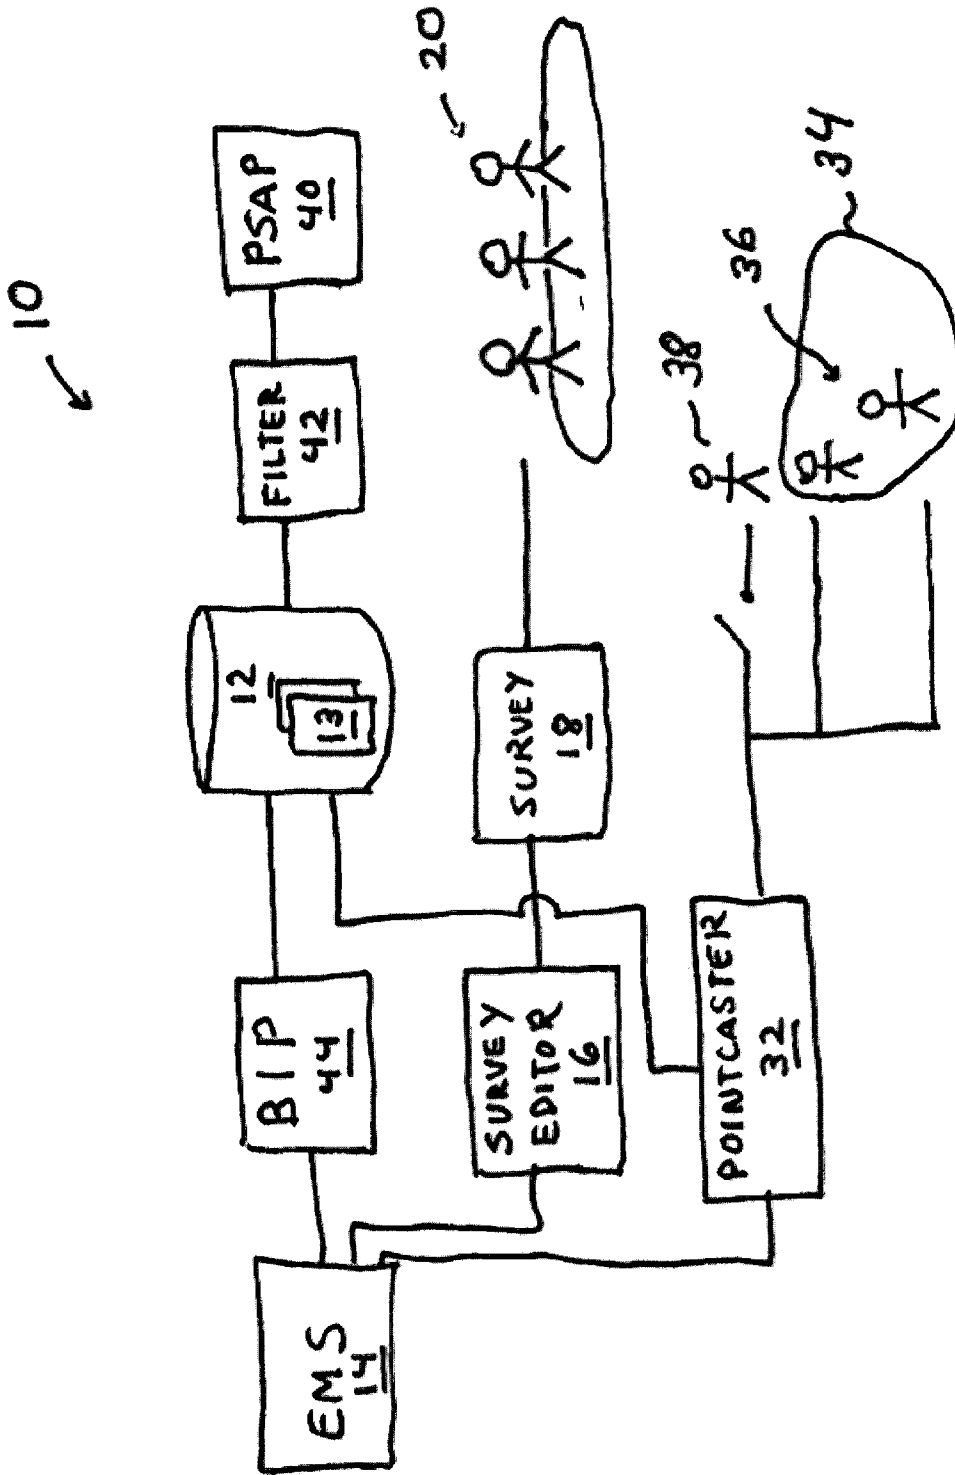 10
PSAP
40
FILTER
42
12
13
BIP
44
EMS
14
20
SURVEY
18
SURVEY
EDITOR
16
38
36
34
POINTCASTER
32